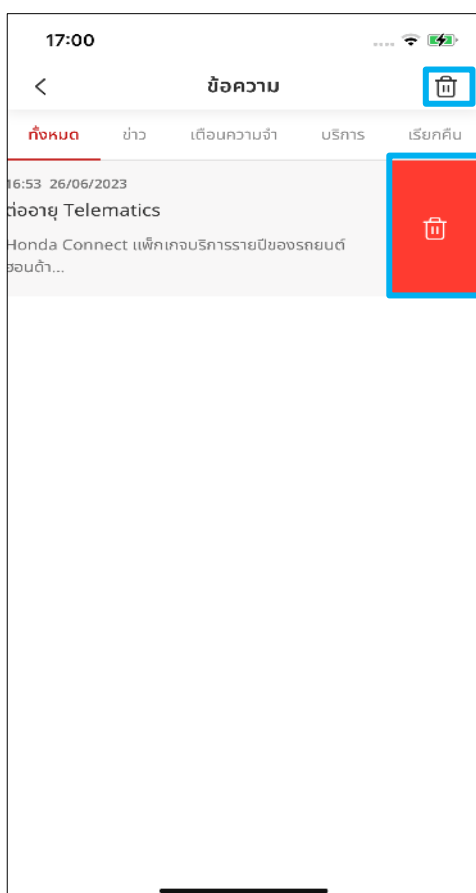 17:00
ข้อความ
ทั้งหมด ข่าว เตือนความจำ บริการ เรียกคืน
16:53 26/06/2023
ต่ออายุ Telematics
Honda Connect แพ็กเกจบริการรายปีของรถยนต์
ฮอนด้า...